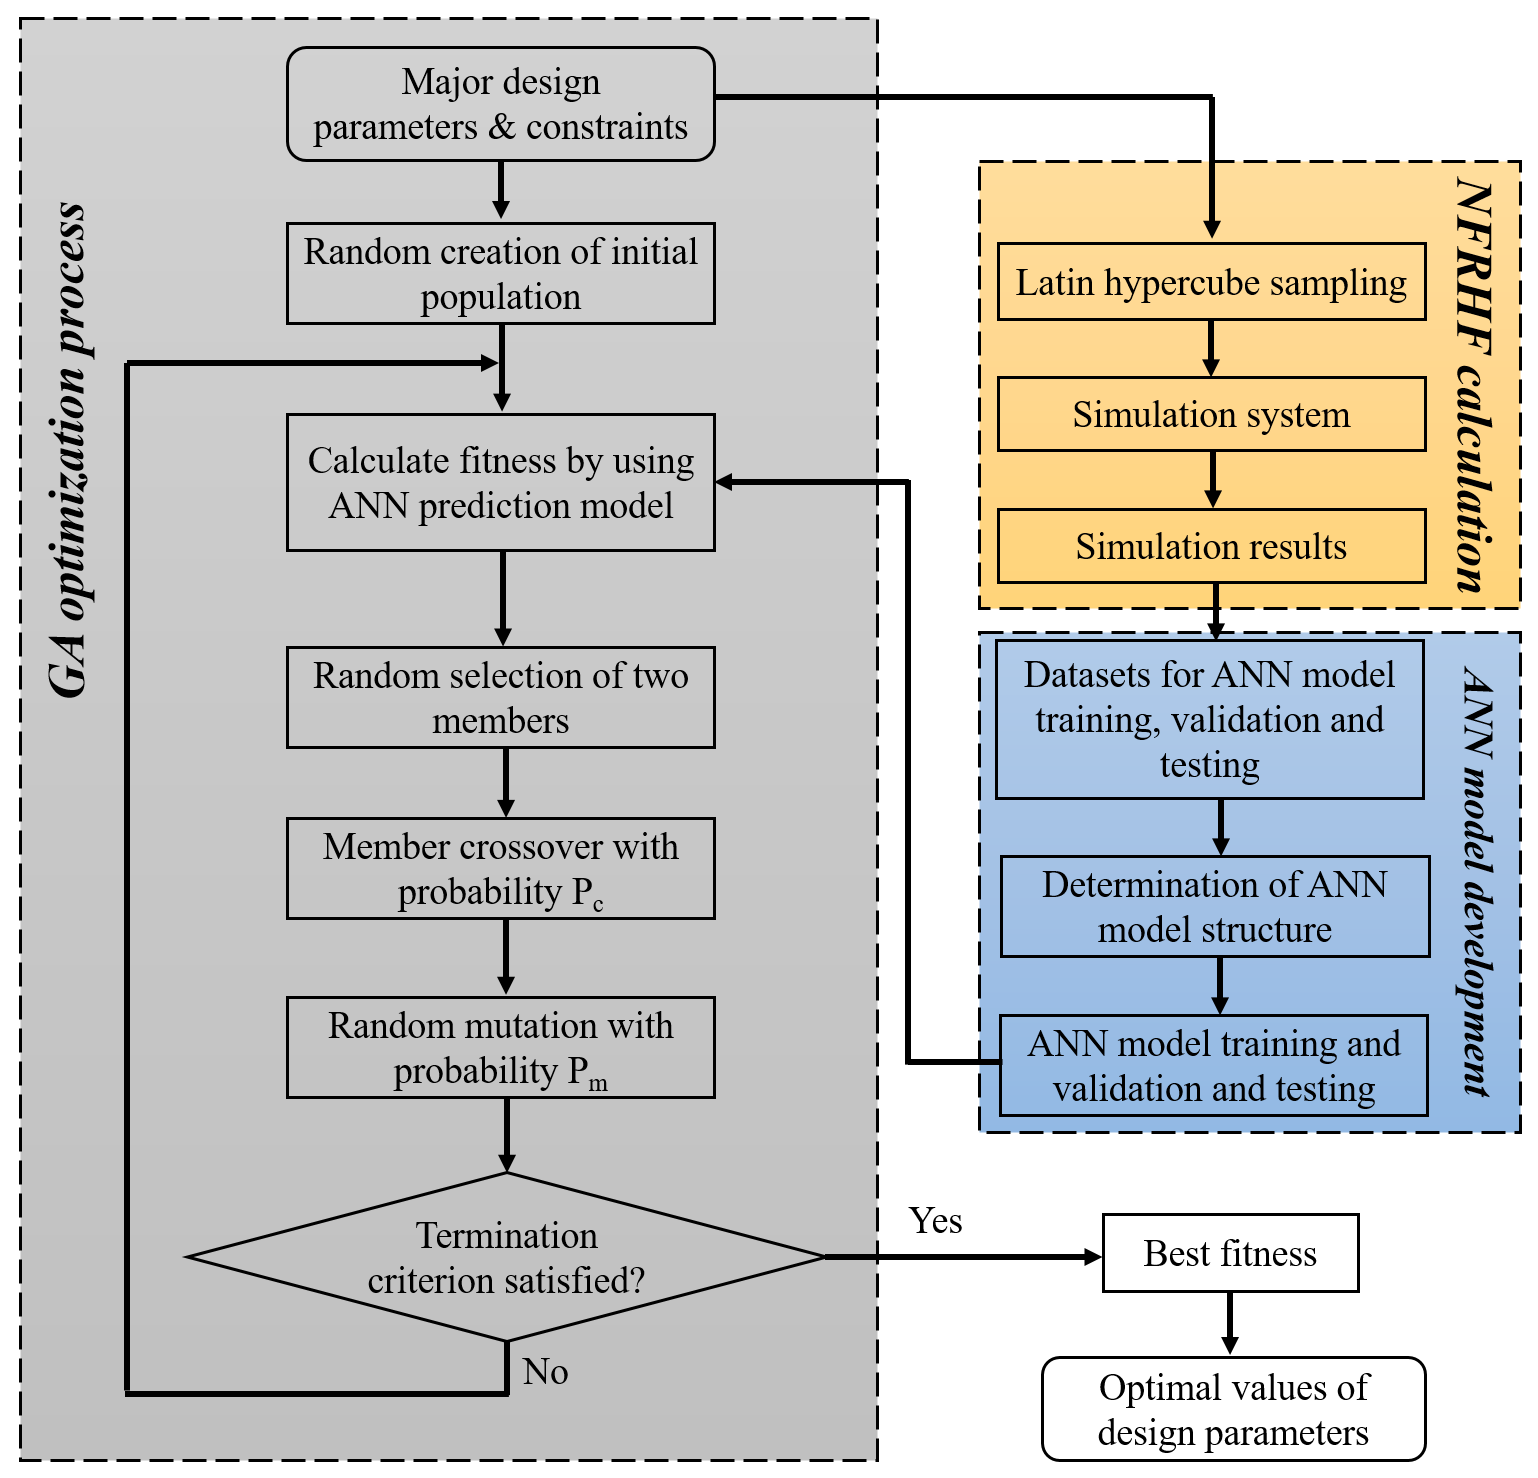 GA optimization process
Major design
parameters & constraints
Random creation of initial
population
Calculate fitness by using
ANN prediction model
Random selection of two
members
Member crossover with
probability Pc
Random mutation with
probability Pm
Termination
criterion satisfied?
No
Yes
NFRHF calculation
Latin hypercube sampling
Simulation system
Simulation results
ANN model development
Datasets for ANN model
training, validation and
testing
Determination of ANN
model structure
ANN model training and
validation and testing
Best fitness
Optimal values of
design parameters